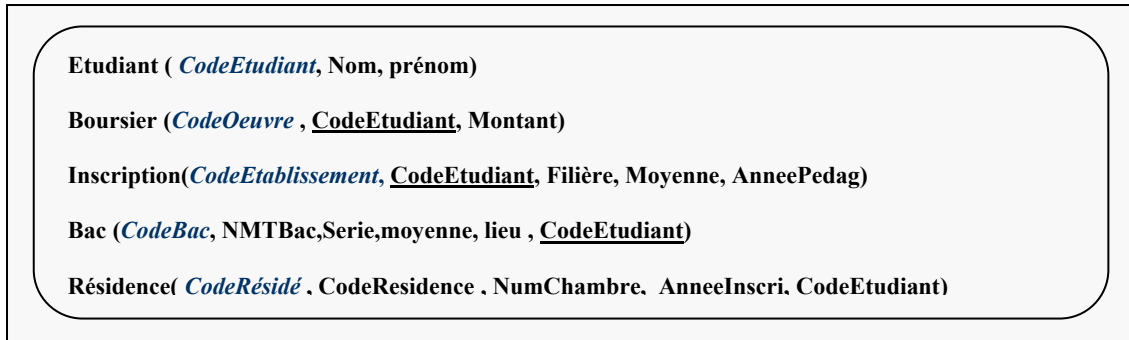 Etudiant ( CodeEtudiant, Nom, prénom)
Boursier (CodeOeuvre , CodeEtudiant, Montant)
Inscription(CodeEtablissement, CodeEtudiant, Filière, Moyenne, AnneePedag)
Bac (CodeBac, NMTBac,Serie,moyenne, lieu , CodeEtudiant)
Résidence( CodeRésidé , CodeResidence , NumChambre, AnneeInscri, CodeEtudiant)